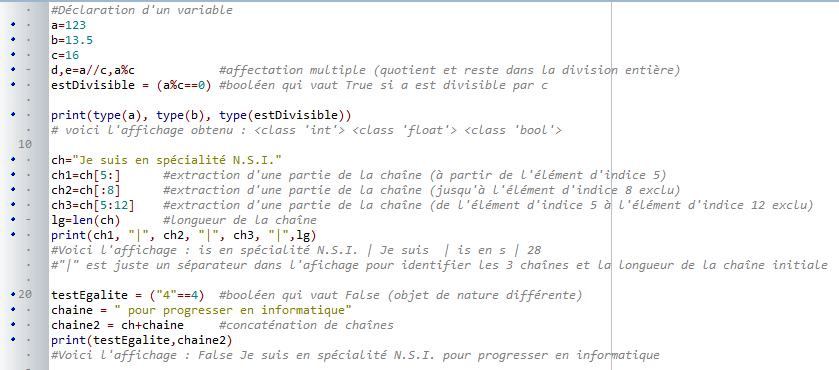 #Déclaration d'un variable
a=123
b=13.5
c=16
d,e=a//c,a%c #affectation multiple (quotient et reste dans la division entière)
estDivisible = (a%c==0) #booléen qui vaut True si a est divisible par c
print(type(a), type(b), type(estDivisible))
# voici l'affichage obtenu : <class 'int'> <class 'float'> <class 'bool'>
10
ch="Je suis en spécialité N.S.I."
ch1=ch[5:] #extraction d'une partie de la chaîne (à partir de l'élément d'indice 5)
ch2=ch[:8] #extraction d'une partie de la chaîne (jusqu'à l'élément d'indice 8 exclu)
ch3=ch[5:12] #extraction d'une partie de la chaîne (de l'élément d'indice 5 à l'élément d'indice 12 exclu)
lg=len(ch) #longueur de la chaîne
print(ch1, "|", ch2, "|", ch3, "|",lg)
#Voici l'affichage : is en spécialité N.S.I. | Je suis  | is en s | 28
#"|" est juste un séparateur dans l'afichage pour identifier les 3 chaînes et la longueur de la chaîne initiale
20 testEgalite = ("4"==4) #booléen qui vaut False (objet de nature différente)
chaine = " pour progresser en informatique"
chaine2 = ch+chaine #concaténation de chaînes
print(testEgalite,chaine2)
#Voici l'affichage : False Je suis en spécialité N.S.I. pour progresser en informatique